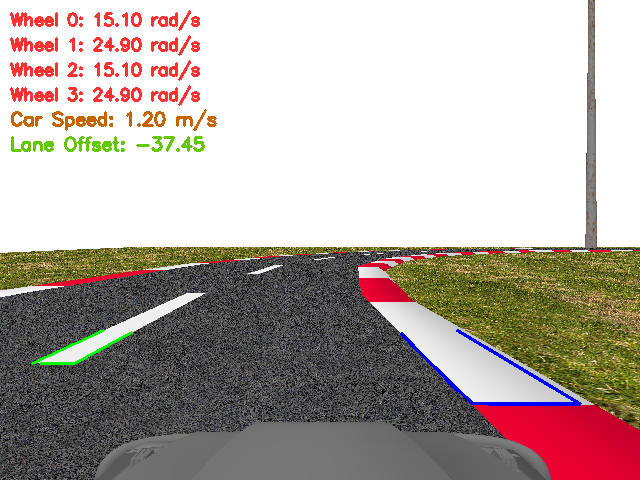 Wheel 0: 15.10 rad/s
Wheel 1: 24.90 rad/s
Wheel 2: 15.10 rad/s
Wheel 3: 24.90 rad/s
Car Speed: 1.20 m/s
Lane Offset: -37.45